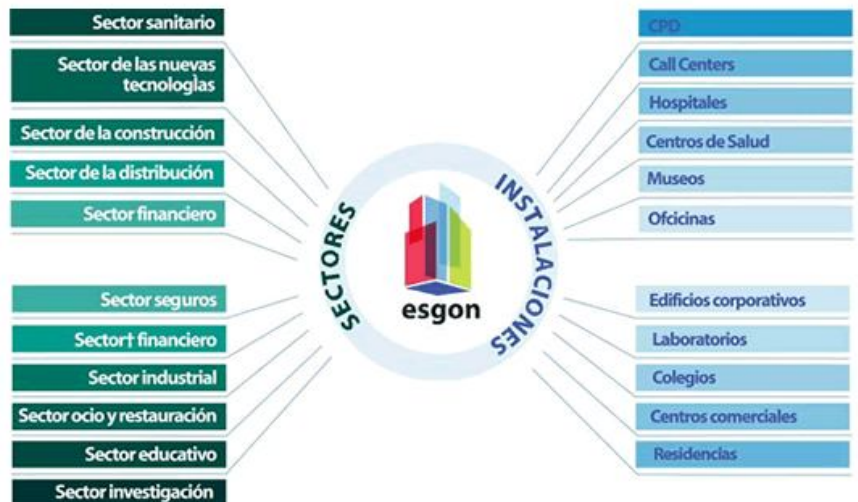 Sector sanitario
Sector de las nuevas
tecnologìas
Sector de la construcción
Sector de la distribución
Sector financiero
Sector seguros
Sector† financiero
Sector industrial
Sector ocio y restauración
Sector educativo
Sector investigación
SECTORES
esgon
INSTALACIONES
CPD
Call Centers
Hospitales
Centros de Salud
Museos
Ofcicinas
Edificios corporativos
Laboratorios
Colegios
Centros comerciales
Residencias